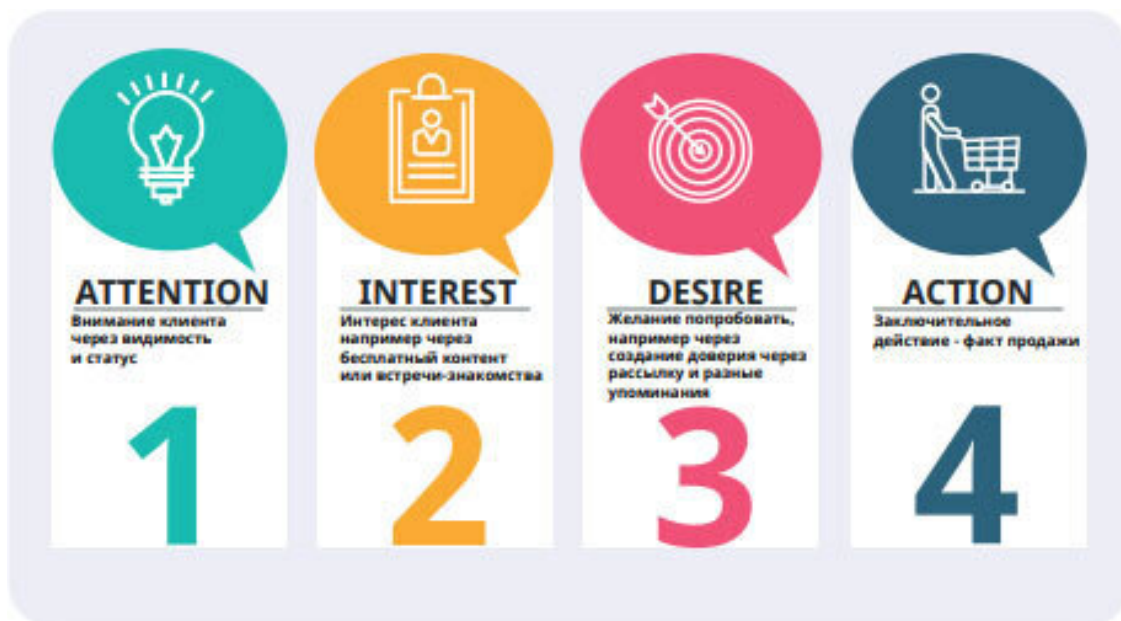 ATTENTION
Внимание клиента
через видимость
и статус
1
INTEREST
Интерес клиента
например через
бесплатный контент
или встречи-знакомства
2
DESIRE
Желание попробовать,
например через
создание доверия через
рассылку и разные
упоминания
3
ACTION
Заключительное
действие - факт продажи
4